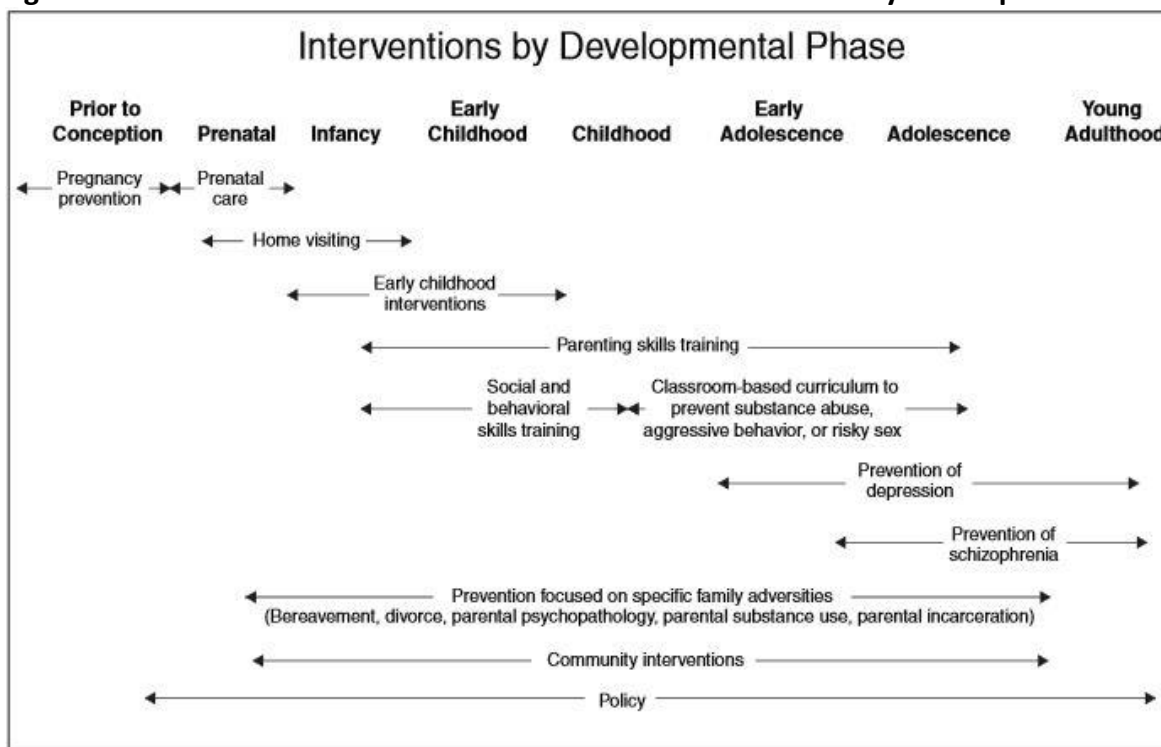 Interventions by Developmental Phase
Prior to Conception Prenatal Infancy Early Childhood Childhood Early Adolescence Adolescence Young Adulthood
Pregnancy prevention Prenatal care
Home visiting
Early childhood
interventions
Parenting skills training
Social and
behavioral
skills training
Classroom-based curriculum to
prevent substance abuse,
aggressive behavior, or risky sex
Prevention of
depression
Prevention of
schizophrenia
Prevention focused on specific family adversities
(Bereavement, divorce, parental psychopathology, parental substance use, parental incarceration)
Community interventions
Policy